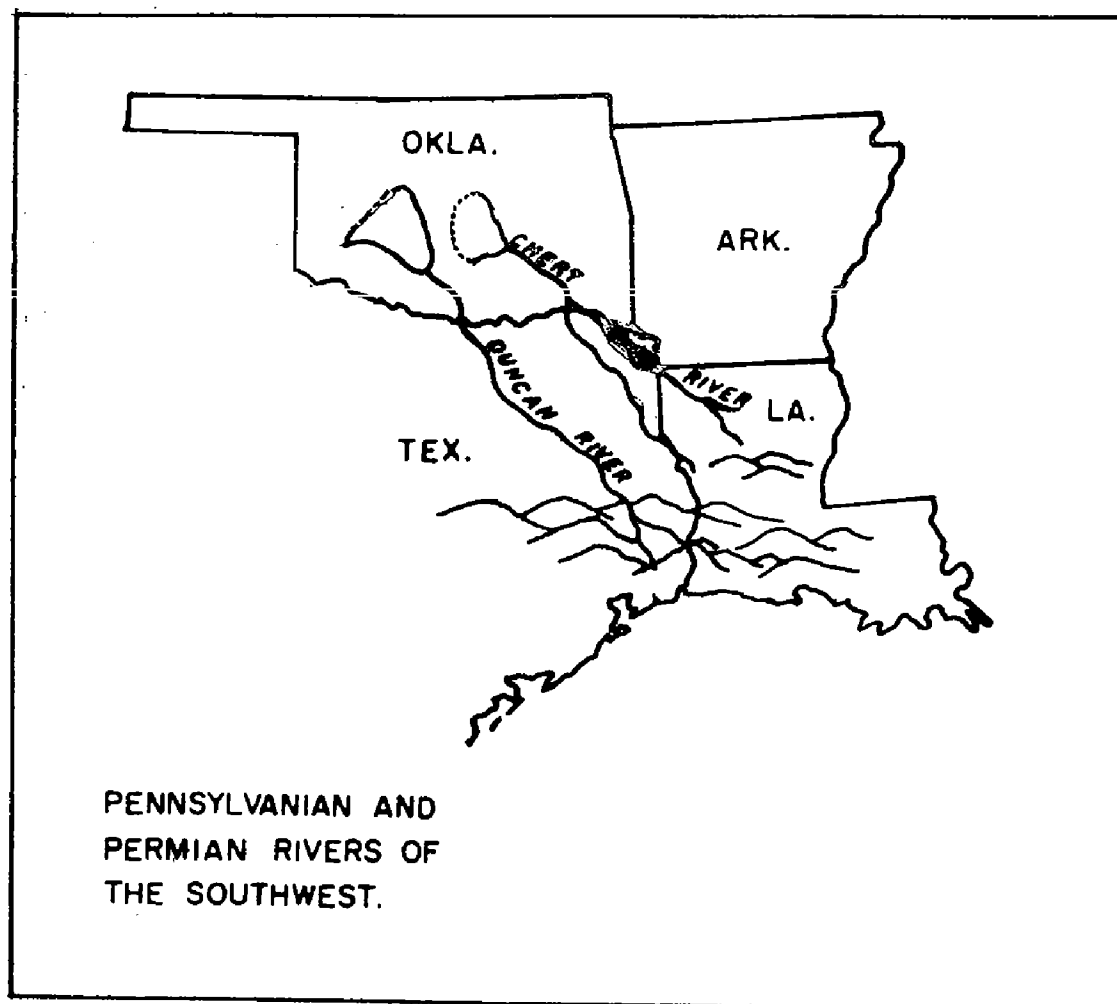 OKLA.
ARK.
CHERT RIVER
LA.
DUNCAN RIVER
TEX.
PENNSYLVANIAN AND
PERMIAN RIVERS OF
THE SOUTHWEST.